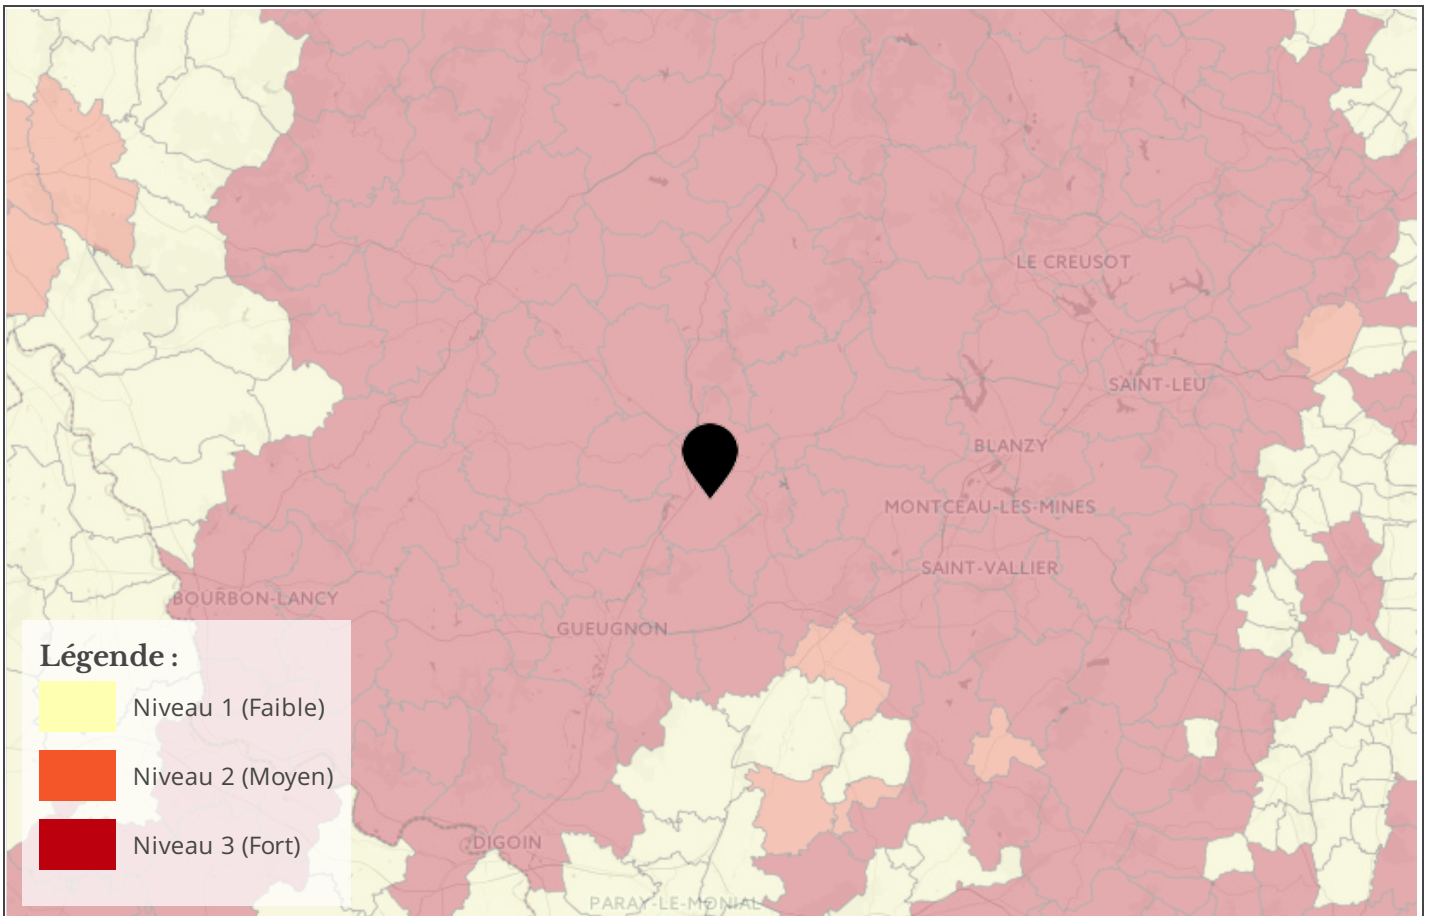 LE CREUSOT
SAINT-LEU
BLANZY
MONTCEAU-LES-MINES
SAINT-VALLIER
BOURBON-LANCY
GUEUGNON
Légende :
Niveau 1 (Faible)
Niveau 2 (Moyen)
Niveau 3 (Fort)
DIGOIN
PARAY-LE-MONIAL